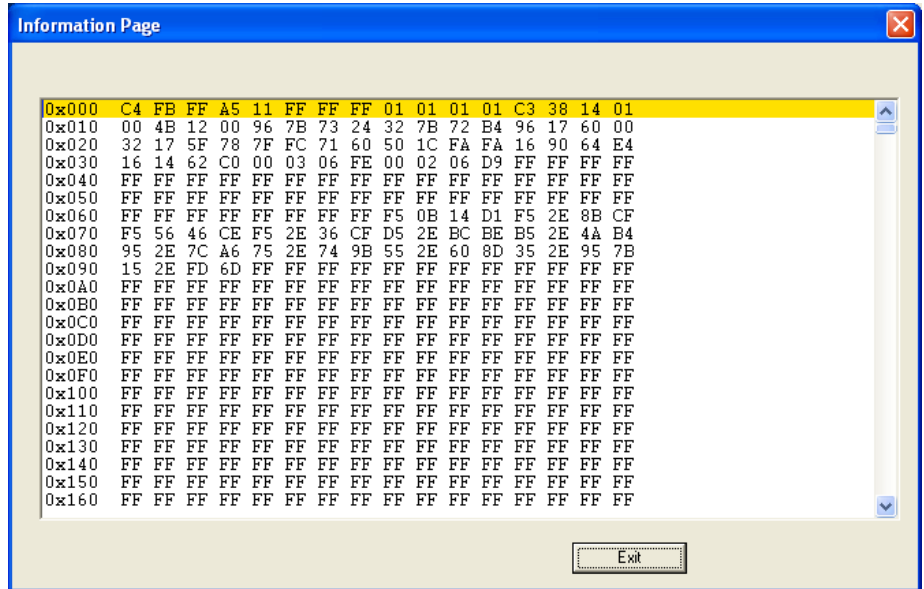 Information Page
0x000 C4 FB FF A5 11 FF FF FF 01 01 01 01 C3 38 14 01
0x010 00 4B 12 00 96 7B 73 24 32 7B 72 B4 96 17 60 00
0x020 32 17 5F 78 7F FC 71 60 50 1C FA FA 16 90 64 E4
0x030 16 14 62 C0 00 03 06 FE 00 02 06 D9 FF FF FF FF
0x040 FF FF FF FF FF FF FF FF FF FF FF FF FF FF FF FF
0x050 FF FF FF FF FF FF FF FF FF FF FF FF FF FF FF FF
0x060 FF FF FF FF FF FF FF FF F5 0B 14 D1 F5 2E 8B CF
0x070 F5 56 46 CE F5 2E 36 CF D5 2E BC BE B5 2E 4A B4
0x080 95 2E 7C A6 75 2E 74 9B 55 2E 60 8D 35 2E 95 7B
0x090 15 2E FD 6D FF FF FF FF FF FF FF FF FF FF FF FF
0x0A0 FF FF FF FF FF FF FF FF FF FF FF FF FF FF FF FF
0x0B0 FF FF FF FF FF FF FF FF FF FF FF FF FF FF FF FF
0x0C0 FF FF FF FF FF FF FF FF FF FF FF FF FF FF FF FF
0x0D0 FF FF FF FF FF FF FF FF FF FF FF FF FF FF FF FF
0x0E0 FF FF FF FF FF FF FF FF FF FF FF FF FF FF FF FF
0x0F0 FF FF FF FF FF FF FF FF FF FF FF FF FF FF FF FF
0x100 FF FF FF FF FF FF FF FF FF FF FF FF FF FF FF FF
0x110 FF FF FF FF FF FF FF FF FF FF FF FF FF FF FF FF
0x120 FF FF FF FF FF FF FF FF FF FF FF FF FF FF FF FF
0x130 FF FF FF FF FF FF FF FF FF FF FF FF FF FF FF FF
0x140 FF FF FF FF FF FF FF FF FF FF FF FF FF FF FF FF
0x150 FF FF FF FF FF FF FF FF FF FF FF FF FF FF FF FF
0x160 FF FF FF FF FF FF FF FF FF FF FF FF FF FF FF FF
Exit